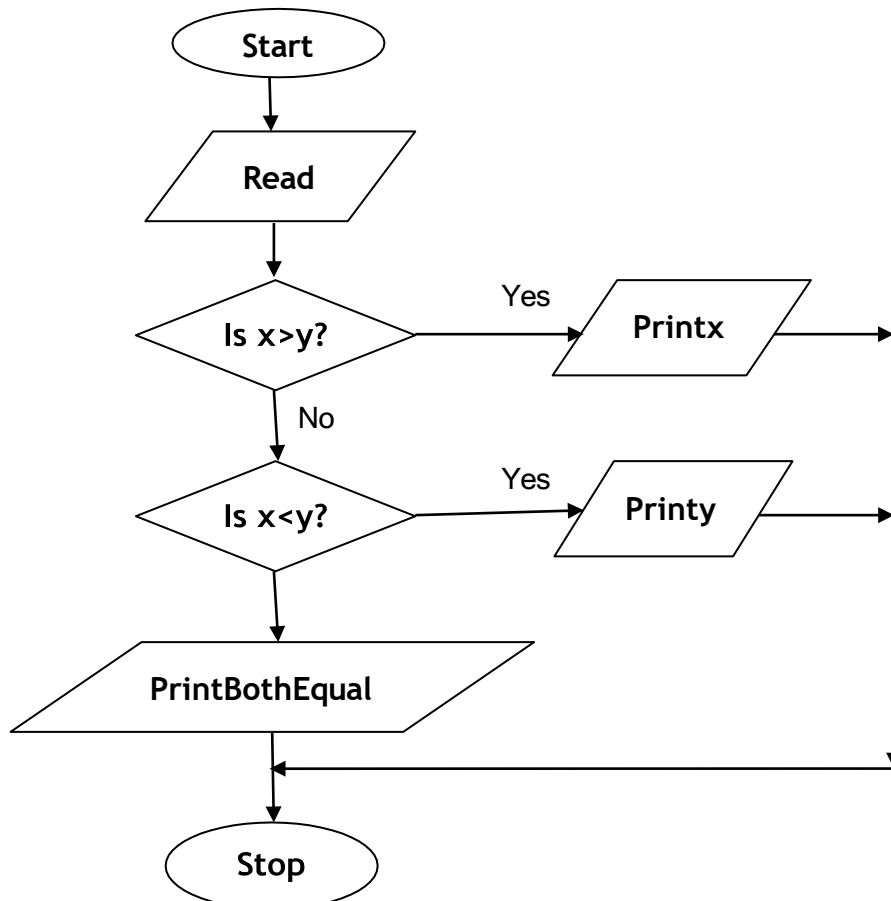 Start
Read
Is x>y?
Yes
Printx
No
Is x<y?
Yes
Printy
PrintBothEqual
Stop